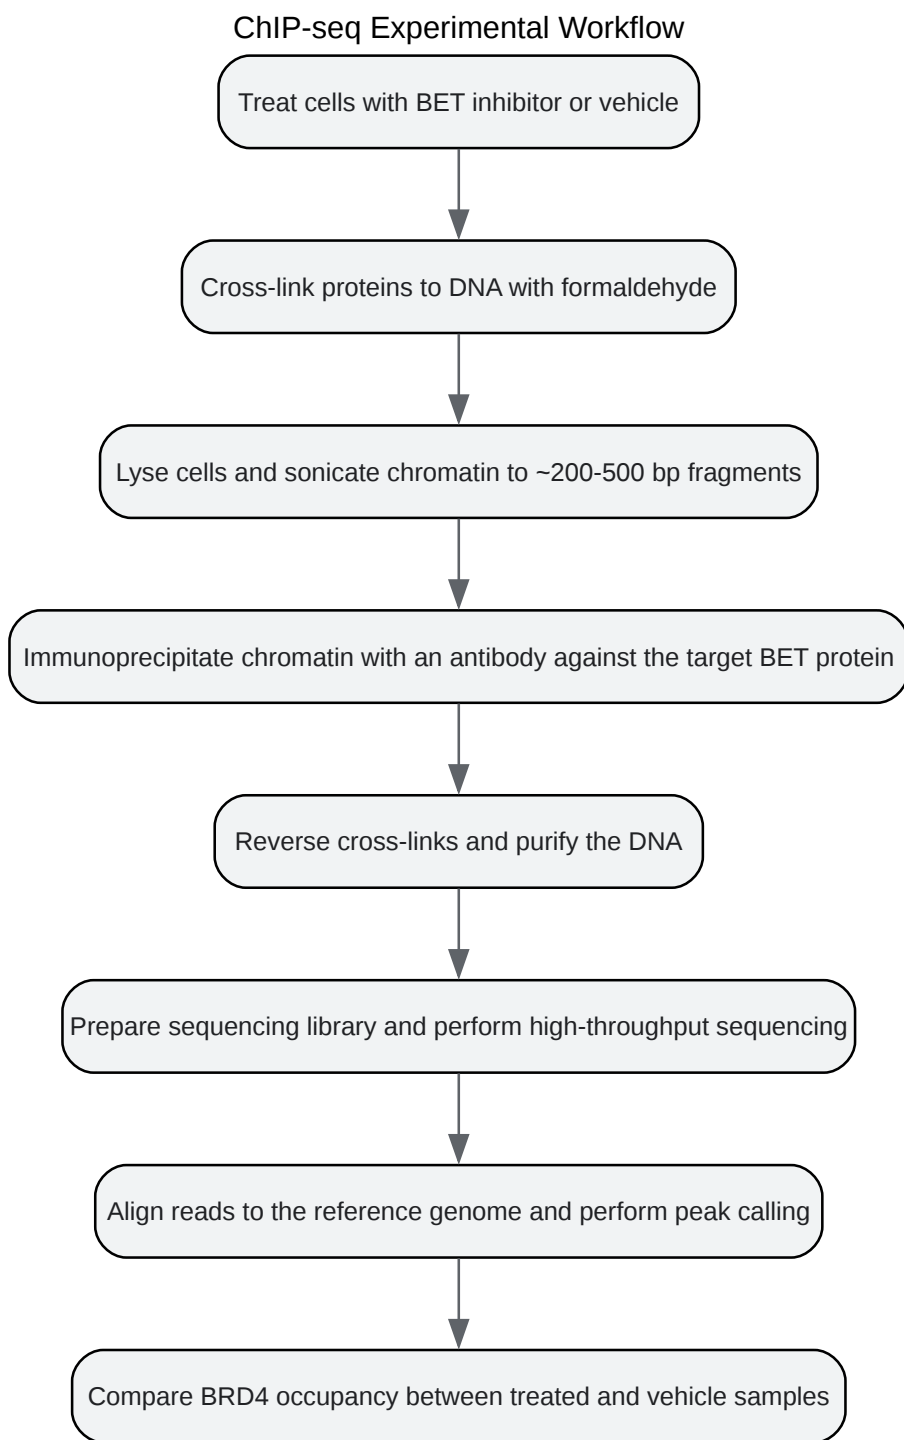 ChIP-seq Experimental Workflow
Treat cells with BET inhibitor or vehicle
Cross-link proteins to DNA with formaldehyde
Lyse cells and sonicate chromatin to ~200-500 bp fragments
Immunoprecipitate chromatin with an antibody against the target BET protein
Reverse cross-links and purify the DNA
Prepare sequencing library and perform high-throughput sequencing
Align reads to the reference genome and perform peak calling
Compare BRD4 occupancy between treated and vehicle samples